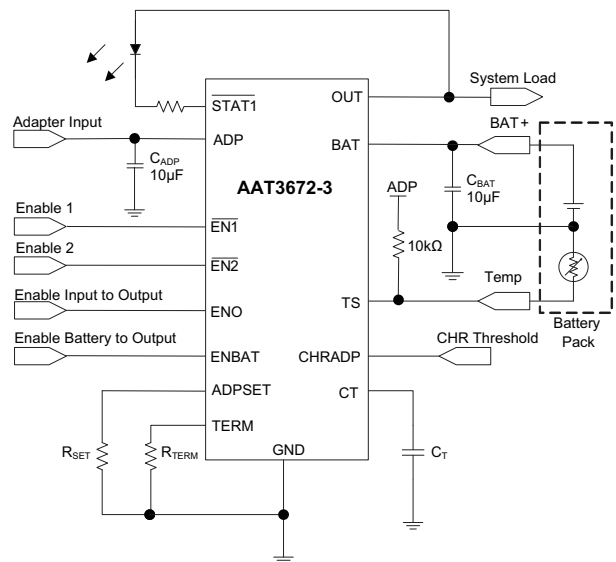 System Load
OUT
STAT1
BAT+
Adapter Input
ADP
BAT
CADP
10µF
AAT3672-3
ADP
CBAT
10µF
Enable 1
EN1
10kΩ
Enable 2
EN2
Temp
Enable Input to Output
ENO
TS
Battery
Pack
Enable Battery to Output
ENBAT
CHRADP
CHR Threshold
ADPSET
CT
TERM
RSET
RTERM
GND
CT